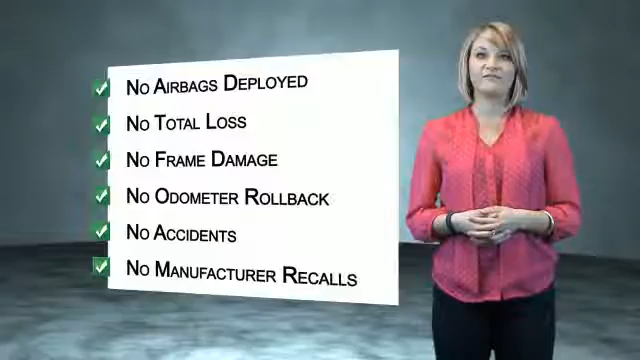 No Airbags Deployed
No Total Loss
No Frame Damage
No Odometer Rollback
No Accidents
No Manufacturer Recalls